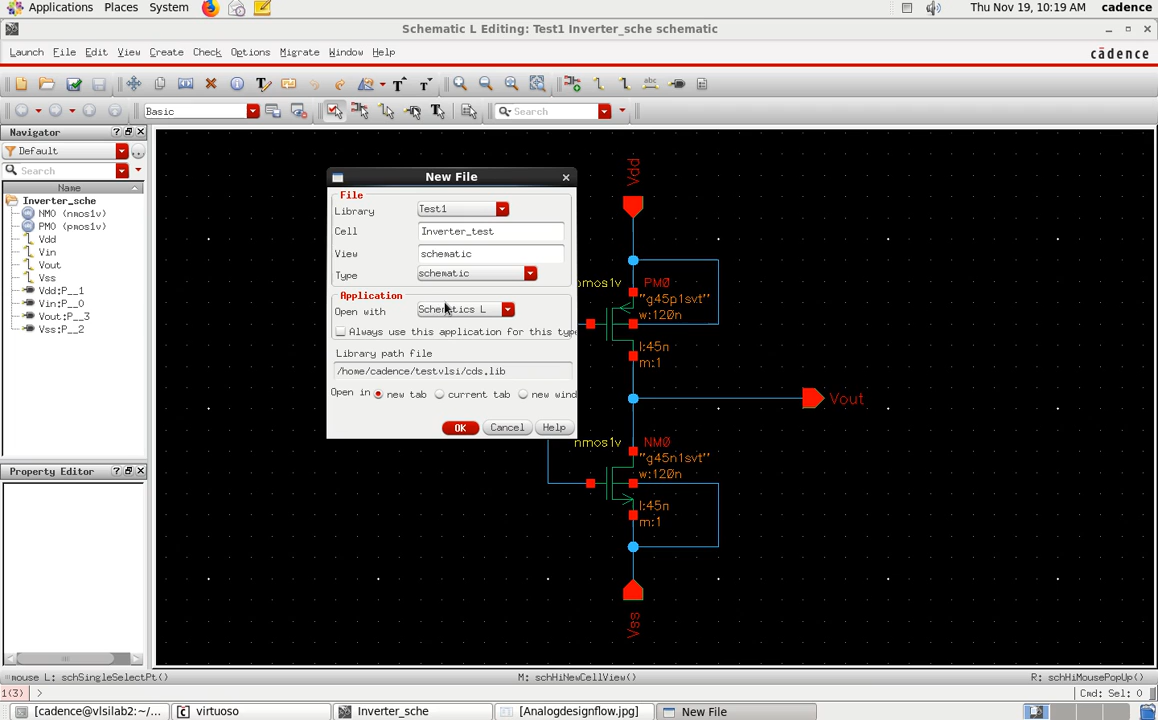 Applications Places System Thu Nov 19, 10:19 AM cadence
Schematic L Editing: Test1 Inverter_sche schematic
Launch File Edit View Create Check Options Migrate Window Help cādence
Basic Search
Navigator
Default
Search
Name
Inverter_sche
NM0 (nmos1v)
PM0 (pmos1v)
Vdd
Vin
Vout
Vss
Vdd:P__1
Vin:P__0
Vout:P__3
Vss:P__2
Property Editor
New File
File
Library Test1
Cell Inverter_test
View schematic
Type schematic
Application
Open with Schematics L
Always use this application for this type
Library path file
/home/cadence/testvlsi/cds.lib
Open in new tab current tab new wind
OK Cancel Help
Vdd
pmos1v PM0
"g45p1svt"
w:120n
l:45n
m:1
Vout
nmos1v NM0
"g45n1svt"
w:120n
l:45n
m:1
Vss
mouse L: schSingleSelectPt() M: schHiNewCellView() R: schHiMousePopUp()
1(3) > Cmd: Sel: 0
[cadence@vlsilab2:~/... virtuoso Inverter_sche [Analogdesignflow.jpg] New File